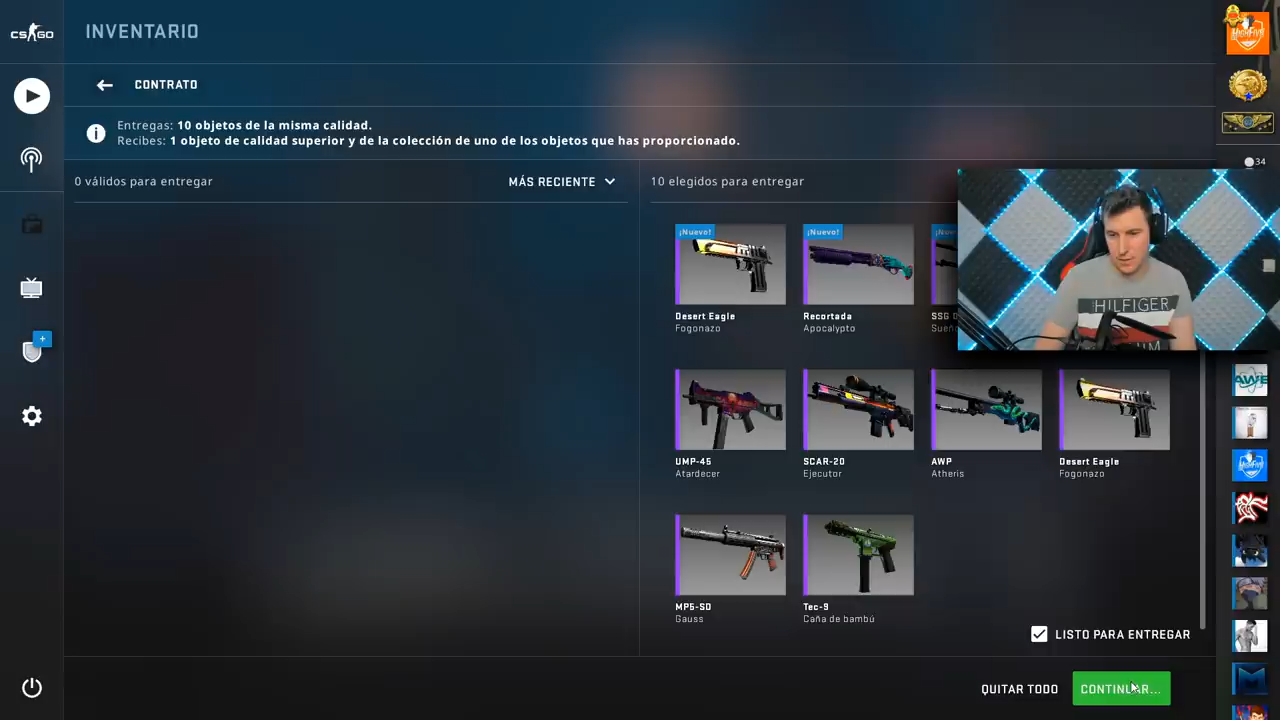 CS:GO
INVENTARIO
CONTRATO
Entregas: 10 objetos de la misma calidad.
Recibes: 1 objeto de calidad superior y de la colección de uno de los objetos que has proporcionado.
0 válidos para entregar
MÁS RECIENTE
10 elegidos para entregar
34
¡Nuevo!
¡Nuevo!
Desert Eagle
Fogonazo
Recortada
Apocalypto
SSG
HILFIGER
UMP-45
Atardecer
SCAR-20
Ejecutor
AWP
Atheris
Desert Eagle
Fogonazo
MP5-SD
Gauss
Tec-9
Caña de bambú
LISTO PARA ENTREGAR
QUITAR TODO
CONTINUAR...